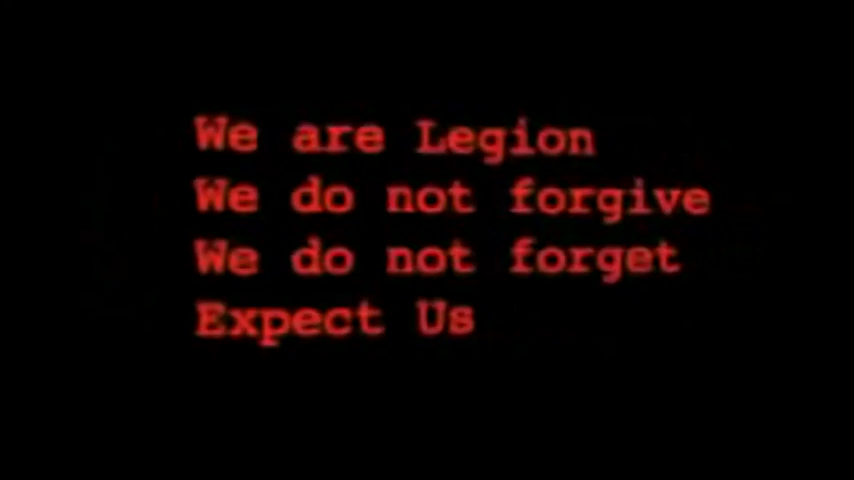 We are Legion
We do not forgive
We do not forget
Expect Us